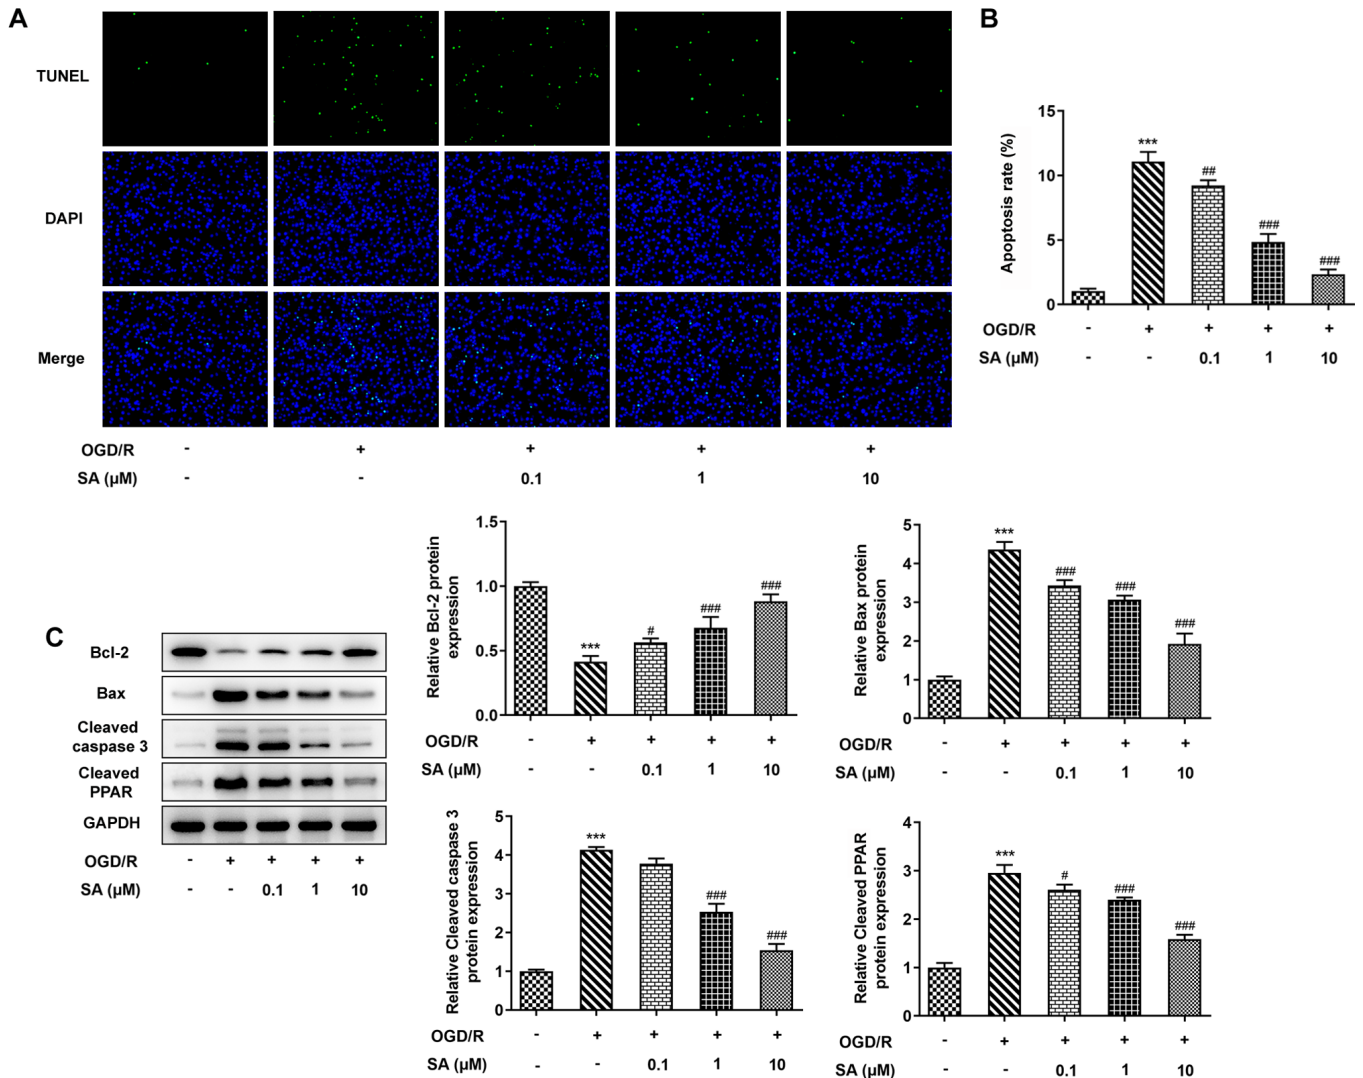 A
TUNEL
DAPI
Merge
OGD/R - + + + +
SA (μM) - - 0.1 1 10
B
Apoptosis rate (%)
15
10
5
0
***
##
###
###
OGD/R - + + + +
SA (μM) - - 0.1 1 10
C
Bcl-2
Bax
Cleaved
caspase 3
Cleaved
PPAR
GAPDH
OGD/R - + + + +
SA (μM) - - 0.1 1 10
Relative Bcl-2 protein
expression
1.5
1.0
0.5
0.0
***
#
###
###
OGD/R - + + + +
SA (μM) - - 0.1 1 10
Relative Bax protein
expression
5
4
3
2
1
0
***
###
###
###
OGD/R - + + + +
SA (μM) - - 0.1 1 10
Relative Cleaved caspase 3
protein expression
5
4
3
2
1
0
***
###
###
OGD/R - + + + +
SA (μM) - - 0.1 1 10
Relative Cleaved PPAR
protein expression
4
3
2
1
0
***
#
###
###
OGD/R - + + + +
SA (μM) - - 0.1 1 10